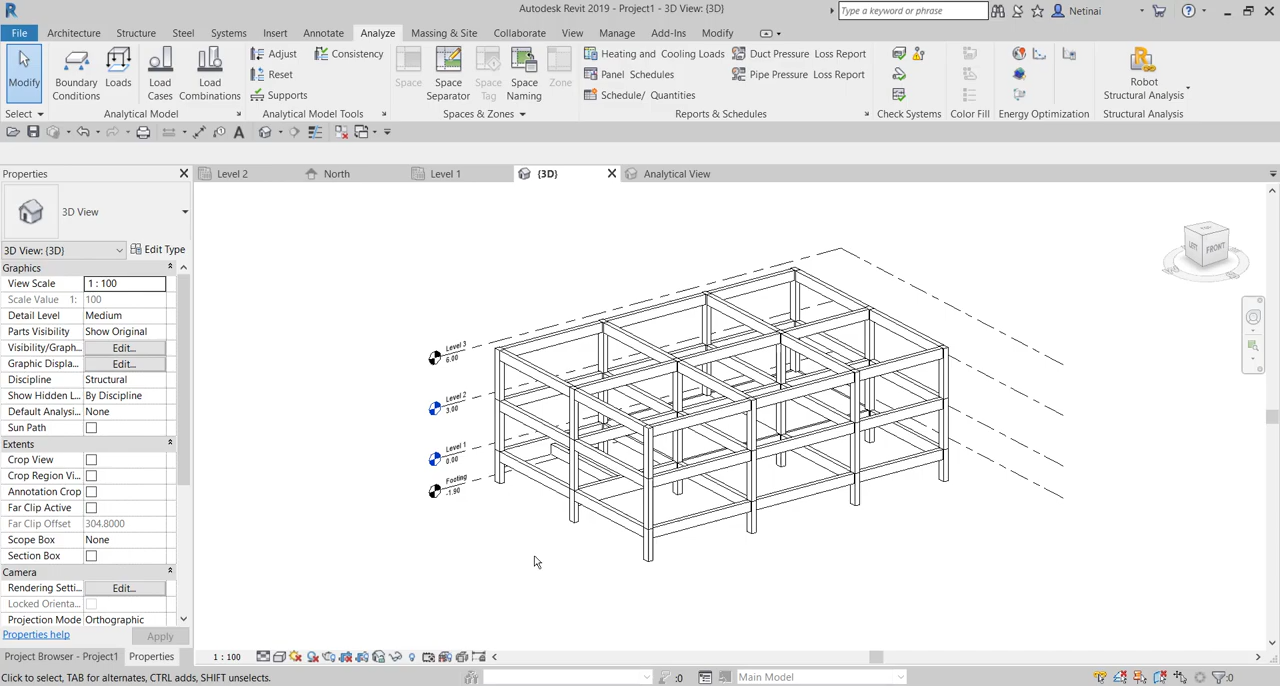 Autodesk Revit 2019 - Project1 - 3D View: {3D}
Type a keyword or phrase
Netinai
File Architecture Structure Steel Systems Insert Annotate Analyze Massing & Site Collaborate View Manage Add-Ins Modify
Modify
Boundary
Conditions
Loads
Load
Cases
Load
Combinations
Adjust
Reset
Supports
Consistency
Space
Space
Separator
Space
Tag
Space
Naming
Zone
Heating and Cooling Loads
Panel Schedules
Schedule/ Quantities
Duct Pressure Loss Report
Pipe Pressure Loss Report
Robot
Structural Analysis
Select
Analytical Model
Analytical Model Tools
Spaces & Zones
Reports & Schedules
Check Systems
Color Fill
Energy Optimization
Structural Analysis
Properties
Level 2
North
Level 1
{3D}
Analytical View
3D View
3D View: {3D}
Edit Type
Graphics
View Scale 1 : 100
Scale Value 1: 100
Detail Level Medium
Parts Visibility Show Original
Visibility/Graph... Edit...
Graphic Displa... Edit...
Discipline Structural
Show Hidden L... By Discipline
Default Analysi... None
Sun Path
Extents
Crop View
Crop Region Vi...
Annotation Crop
Far Clip Active
Far Clip Offset 304.8000
Scope Box None
Section Box
Camera
Rendering Setti... Edit...
Locked Orienta...
Projection Mode Orthographic
Properties help
Apply
Project Browser - Project1
Properties
Level 3
6.00
Level 2
3.00
Level 1
0.00
Footing
-1.90
LEFT
FRONT
1 : 100
Click to select, TAB for alternates, CTRL adds, SHIFT unselects.
:0
Main Model
:0